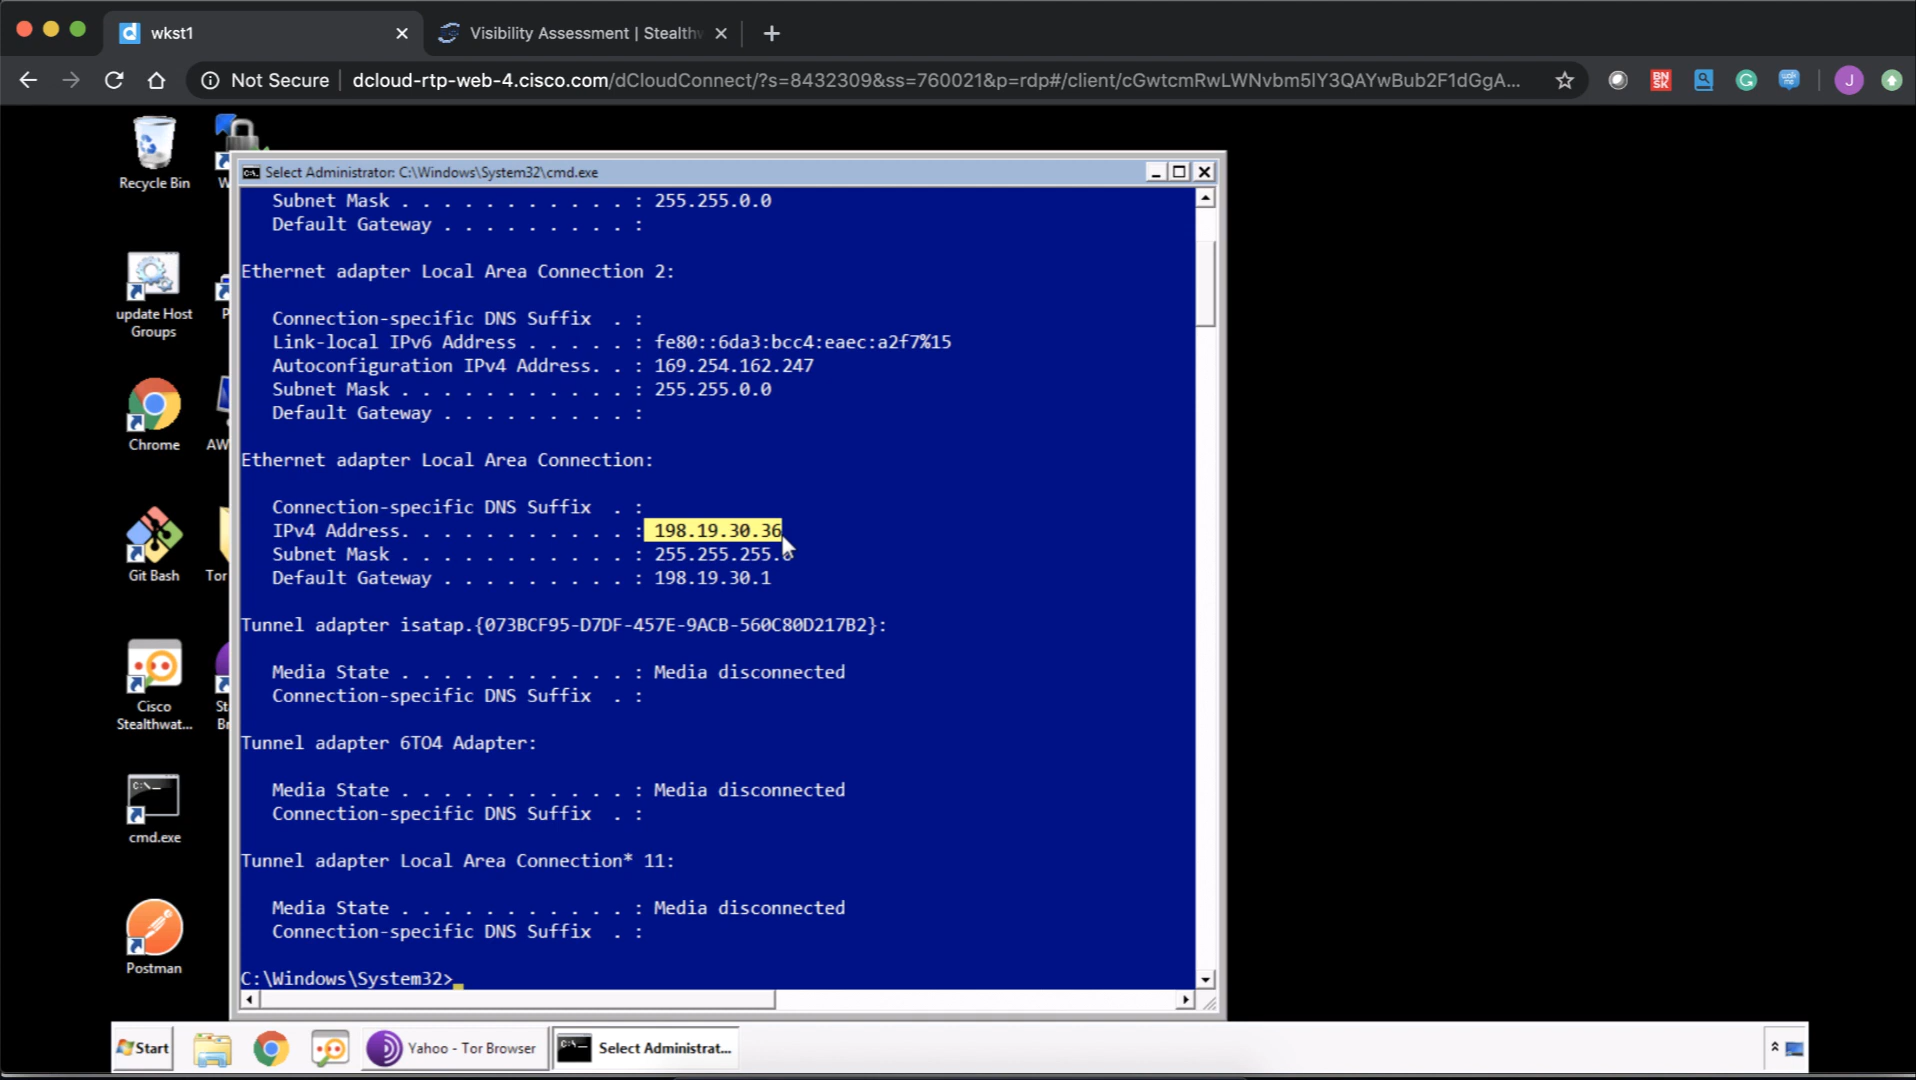 wkst1
Visibility Assessment | Stealthw
Not Secure | dcloud-rtp-web-4.cisco.com/dCloudConnect/?s=8432309&ss=760021&p=rdp#/client/cGwtcmRwLWNvbm5lY3QAYwBub2F1dGgA...
BN
SK
J
Recycle Bin
W
Select Administrator: C:\Windows\System32\cmd.exe
Subnet Mask . . . . . . . . . . . : 255.255.0.0
Default Gateway . . . . . . . . . :
Ethernet adapter Local Area Connection 2:
Connection-specific DNS Suffix . :
Link-local IPv6 Address . . . . . : fe80::6da3:bcc4:eaec:a2f7%15
Autoconfiguration IPv4 Address. . : 169.254.162.247
Subnet Mask . . . . . . . . . . . : 255.255.0.0
Default Gateway . . . . . . . . . :
Ethernet adapter Local Area Connection:
Connection-specific DNS Suffix . :
IPv4 Address. . . . . . . . . . . : 198.19.30.36
Subnet Mask . . . . . . . . . . . : 255.255.255.0
Default Gateway . . . . . . . . . : 198.19.30.1
Tunnel adapter isatap.{073BCF95-D7DF-457E-9ACB-560C80D217B2}:
Media State . . . . . . . . . . . : Media disconnected
Connection-specific DNS Suffix . :
Tunnel adapter 6TO4 Adapter:
Media State . . . . . . . . . . . : Media disconnected
Connection-specific DNS Suffix . :
Tunnel adapter Local Area Connection* 11:
Media State . . . . . . . . . . . : Media disconnected
Connection-specific DNS Suffix . :
C:\Windows\System32>
update Host
Groups
P
Chrome
AW
Git Bash
Tor
Cisco
Stealthwat...
St
Br
cmd.exe
Postman
Start
Yahoo - Tor Browser
Select Administrat...